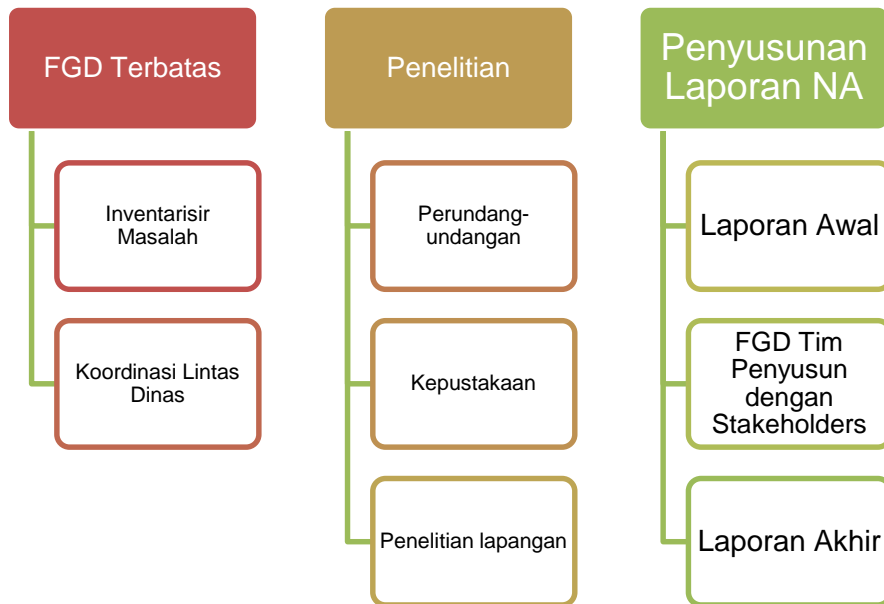 FGD Terbatas
Inventarisir
Masalah
Koordinasi Lintas
Dinas
Penelitian
Perundang-
undangan
Kepustakaan
Penelitian lapangan
Penyusunan
Laporan NA
Laporan Awal
FGD Tim
Penyusun
dengan
Stakeholders
Laporan Akhir